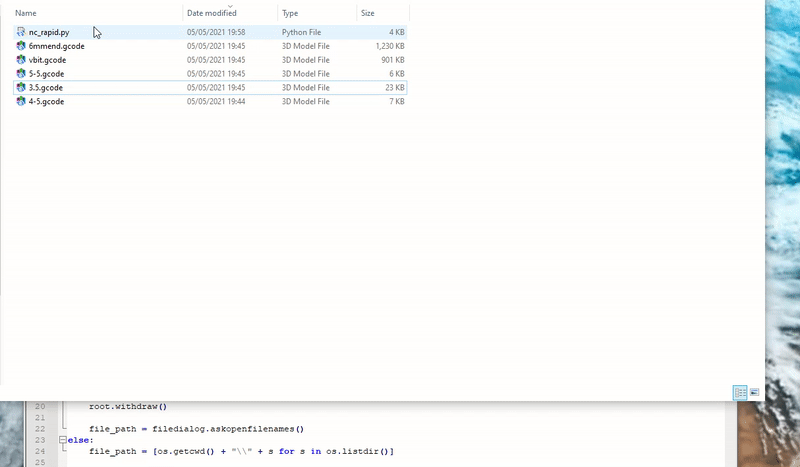 Name Date modified Type Size
nc_rapid.py 05/05/2021 19:58 Python File 4 KB
6mmend.gcode 05/05/2021 19:45 3D Model File 1,230 KB
vbit.gcode 05/05/2021 19:45 3D Model File 901 KB
5-5.gcode 05/05/2021 19:45 3D Model File 6 KB
3.5.gcode 05/05/2021 19:45 3D Model File 23 KB
4-5.gcode 05/05/2021 19:44 3D Model File 7 KB
20 root.withdraw()
21
22 file_path = filedialog.askopenfilenames()
23 else:
24 file_path = [os.getcwd() + "\\" + s for s in os.listdir()]